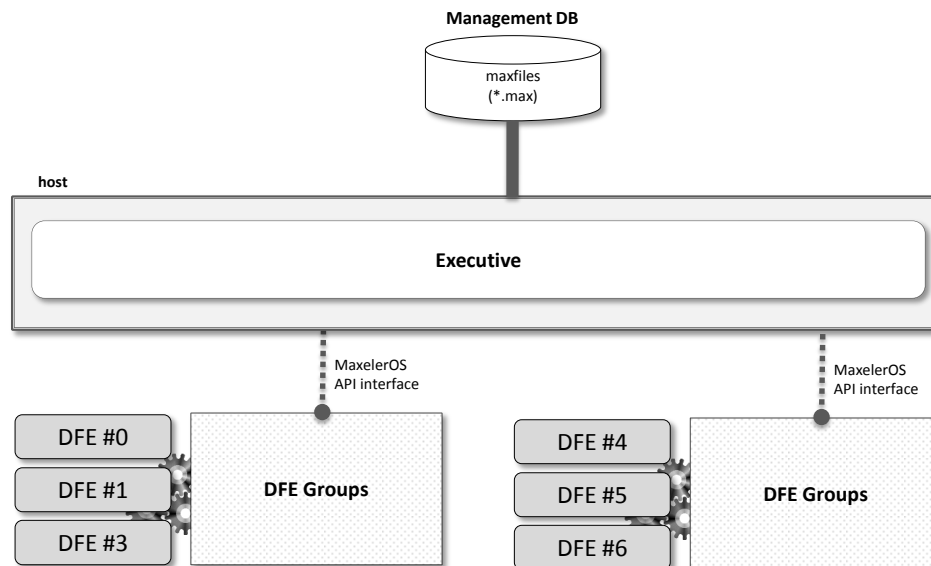 Management DB
maxfiles
(*.max)
host
Executive
MaxelerOS
API interface
MaxelerOS
API interface
DFE #0
DFE #1
DFE #3
DFE Groups
DFE #4
DFE #5
DFE #6
DFE Groups